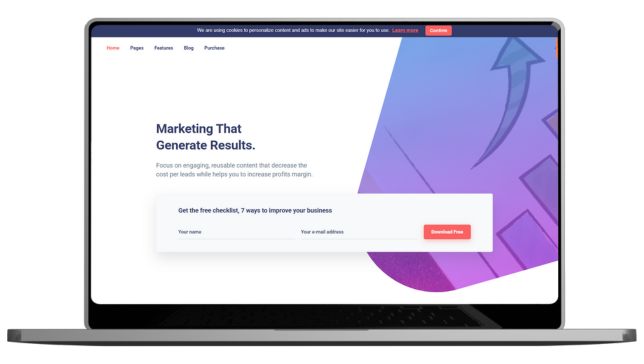 We are using cookies to personalize content and ads to make our site easier for you to use. Learn more Confirm
Home Pages Features Blog Purchase
Marketing That
Generate Results.
Focus on engaging, reusable content that decrease the
cost per leads while helps you to increase profits margin.
Get the free checklist, 7 ways to improve your business
Your name Your e-mail address Download Free